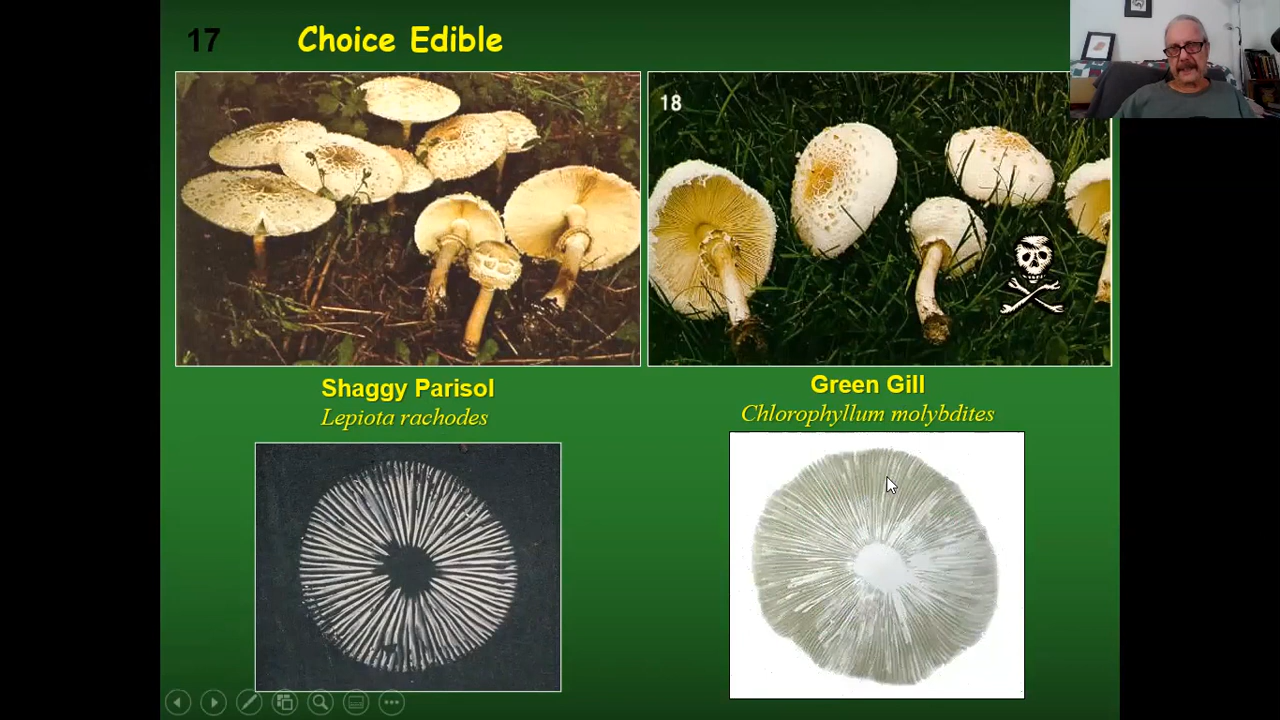 17
Choice Edible
18
Shaggy Parisol
Lepiota rachodes
Green Gill
Chlorophyllum molybdites